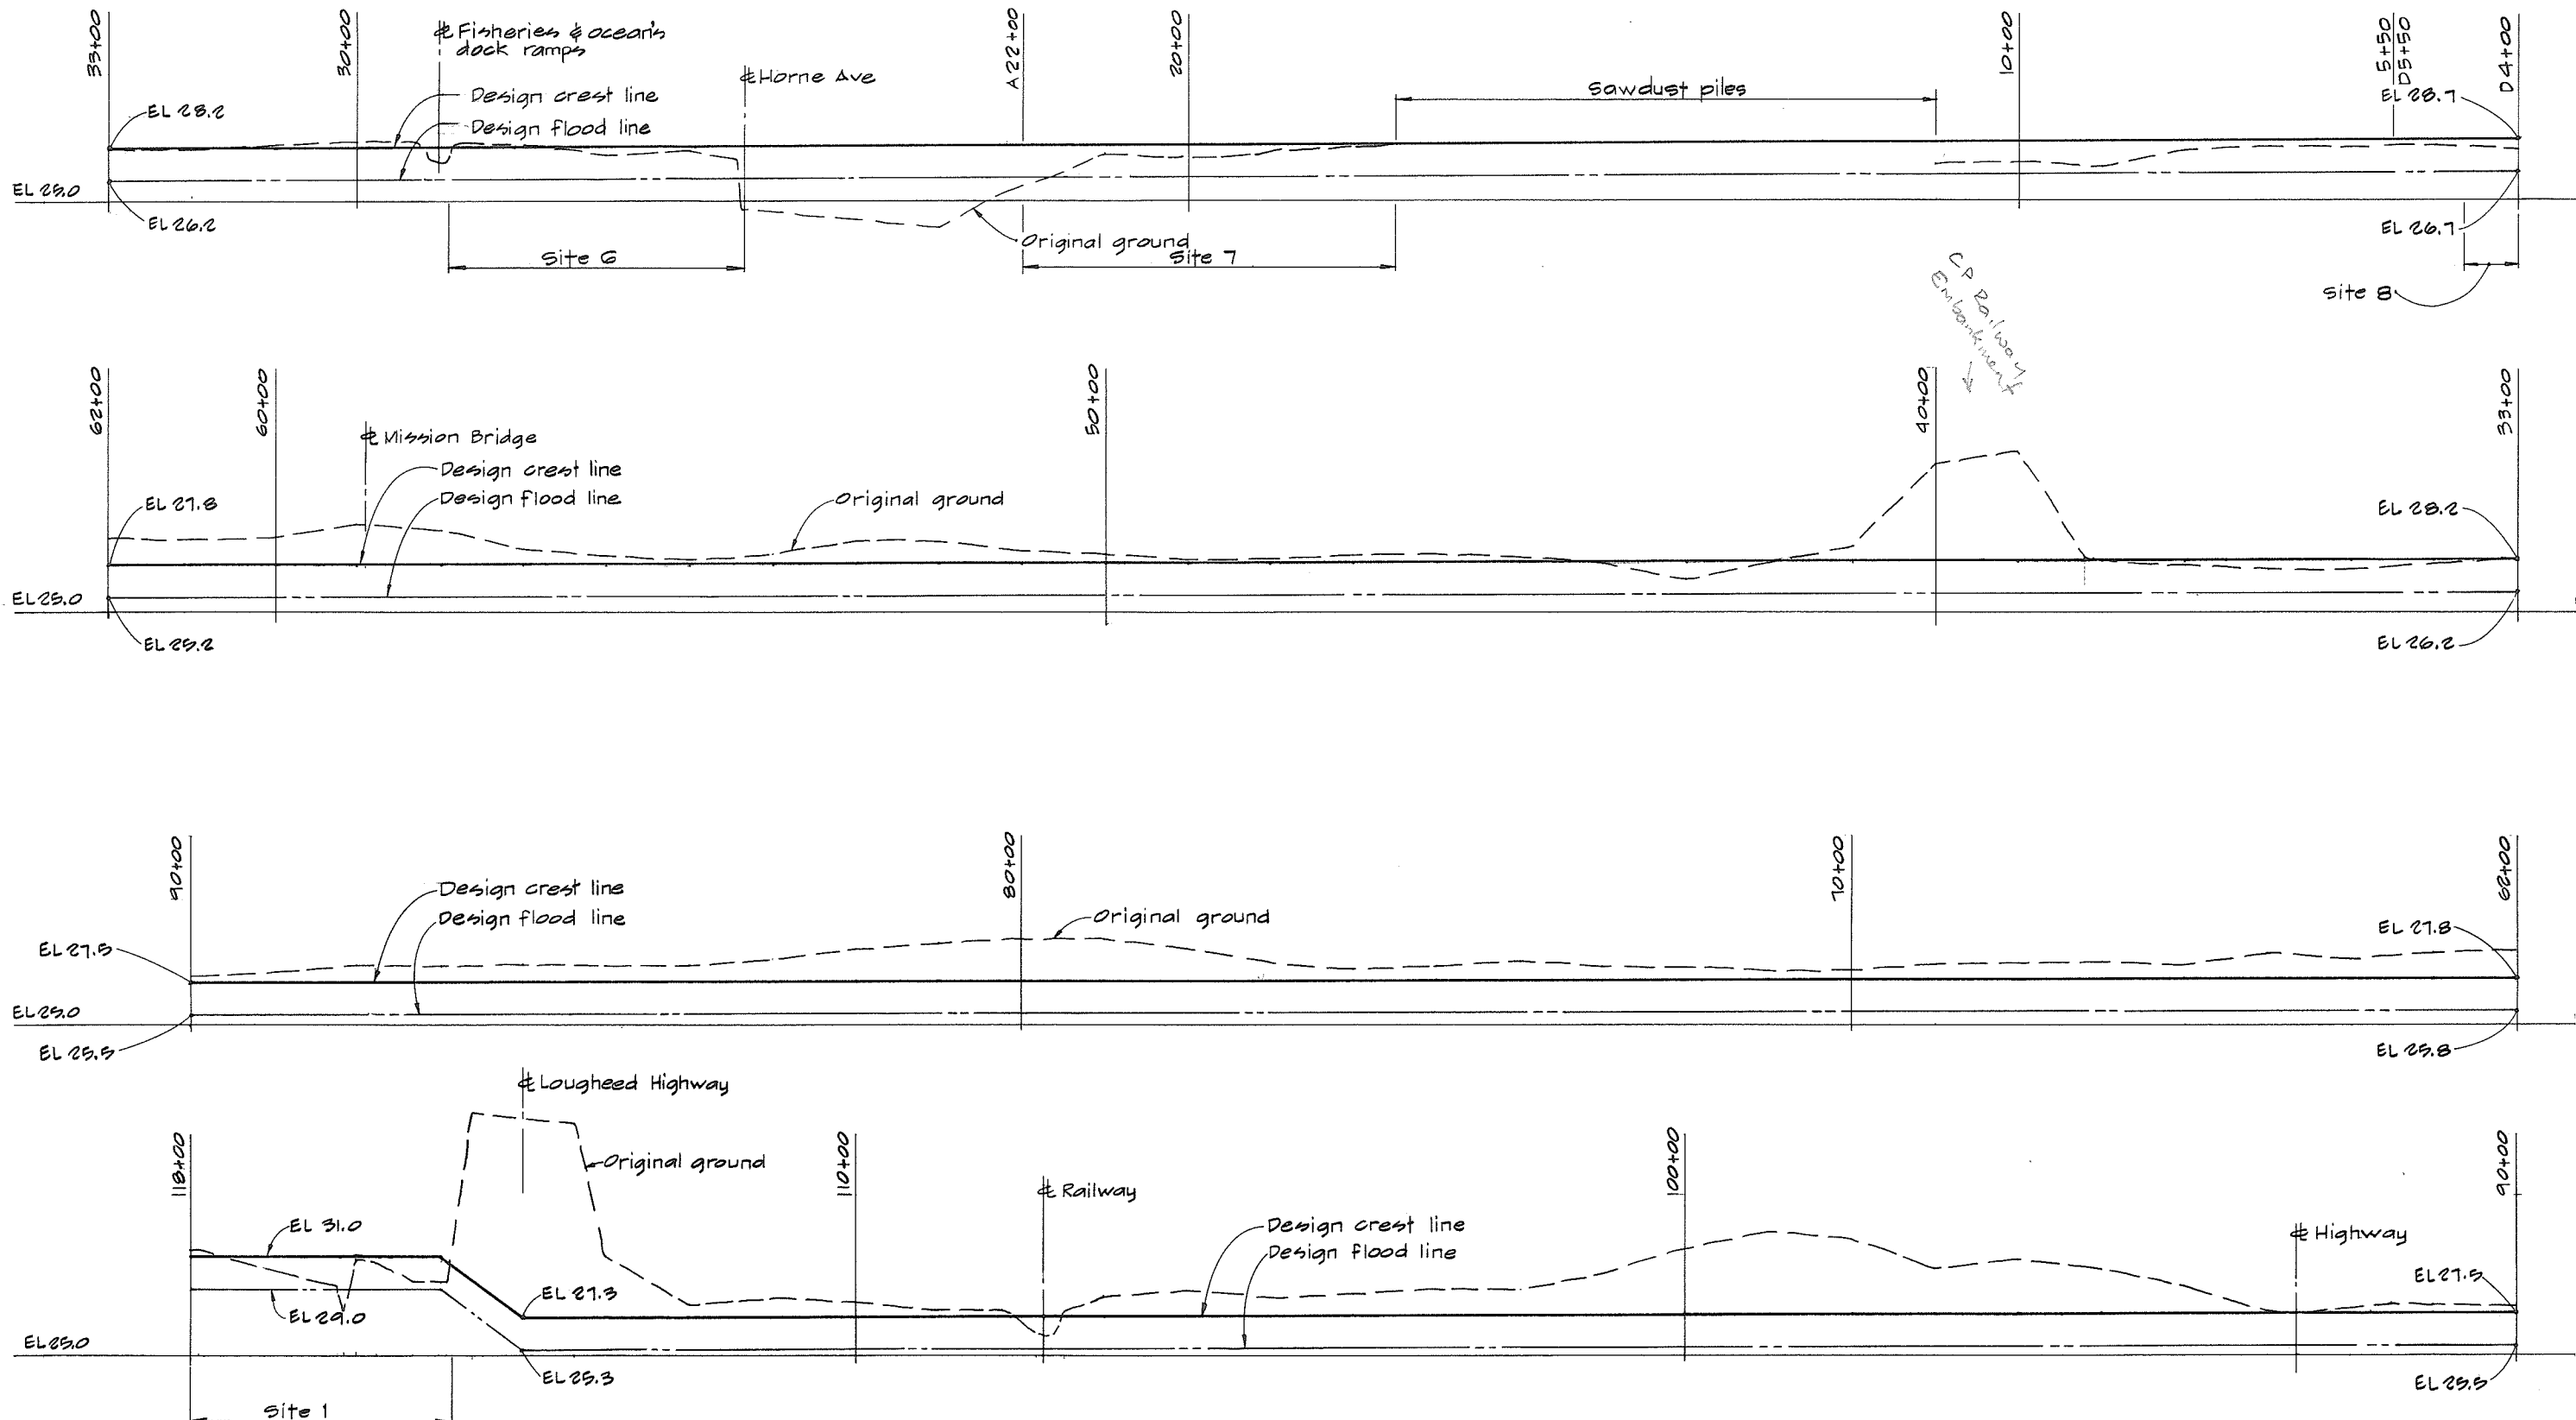 33+00
30+00
℄ Fisheries & ocean's
dock ramps
℄ Horne Ave
A 22+00
20+00
Sawdust piles
10+00
5+50
D5+50
D4+00
EL 28.2
Design crest line
Design flood line
EL 28.7
EL 25.0
EL 26.2
Original ground
EL 26.7
Site 6
Site 7
Site 8
CP Railway
Embankment
62+00
60+00
℄ Mission Bridge
50+00
40+00
33+00
Design crest line
Design flood line
Original ground
EL 27.8
EL 28.2
EL 25.0
EL 25.2
EL 26.2
90+00
80+00
70+00
62+00
Design crest line
Design flood line
Original ground
EL 27.5
EL 27.8
EL 25.0
EL 25.5
EL 25.8
℄ Lougheed Highway
118+00
Original ground
110+00
℄ Railway
100+00
90+00
EL 31.0
Design crest line
Design flood line
℄ Highway
EL 27.3
EL 27.5
EL 29.0
EL 25.0
EL 25.3
EL 25.5
Site 1